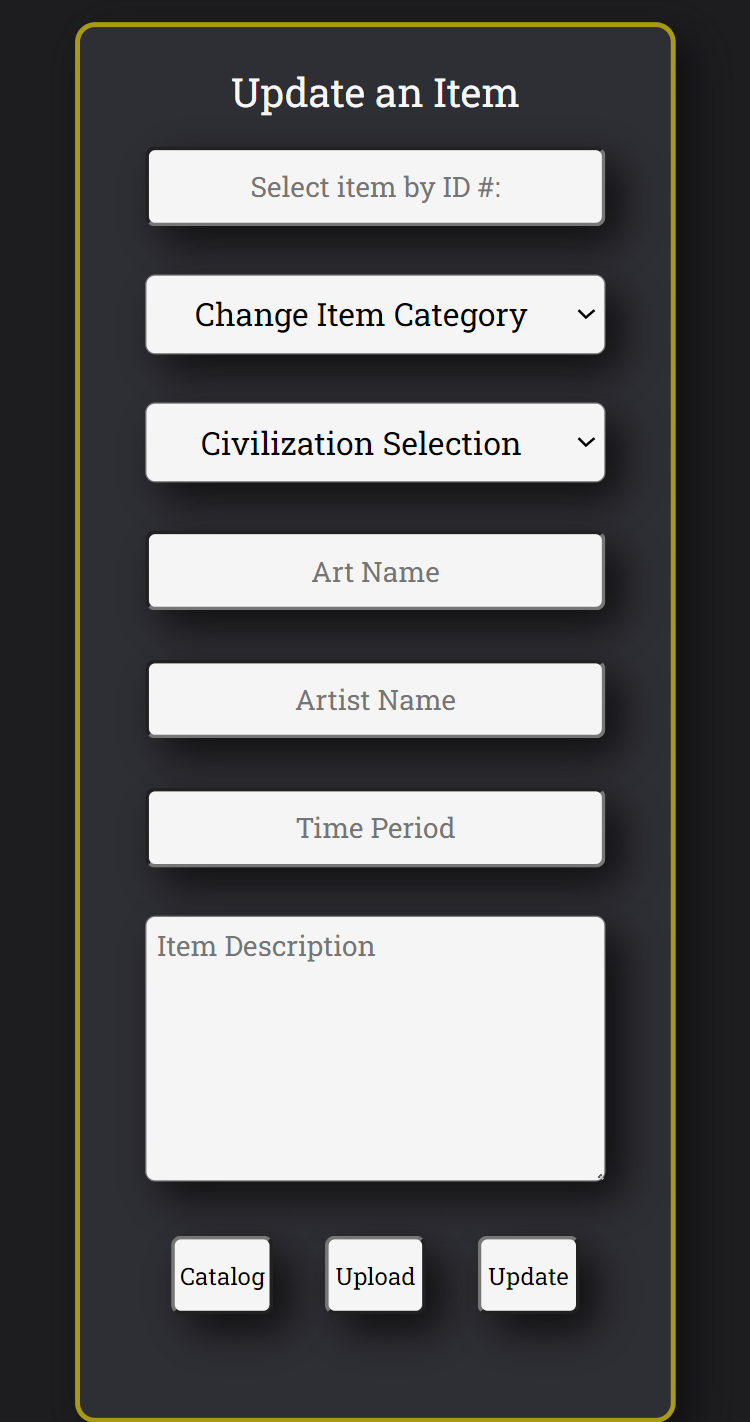 Update an Item
Select item by ID #:
Change Item Category
Civilization Selection
Art Name
Artist Name
Time Period
Item Description
Catalog Upload Update